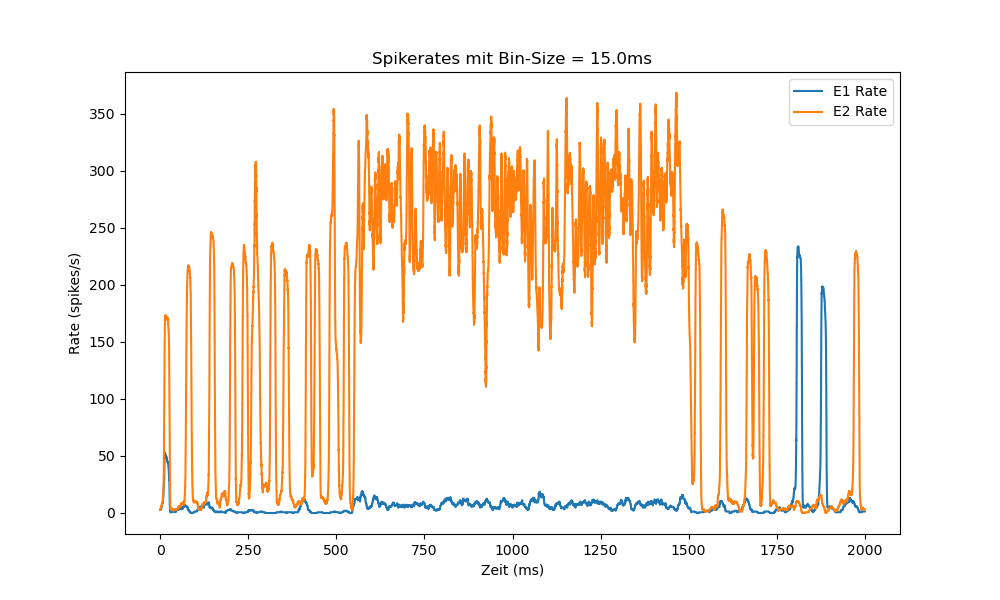 Spikerates mit Bin-Size = 15.0ms
E1 Rate
E2 Rate
350
300
250
200
150
100
50
0
Rate (spikes/s)
0 250 500 750 1000 1250 1500 1750 2000
Zeit (ms)